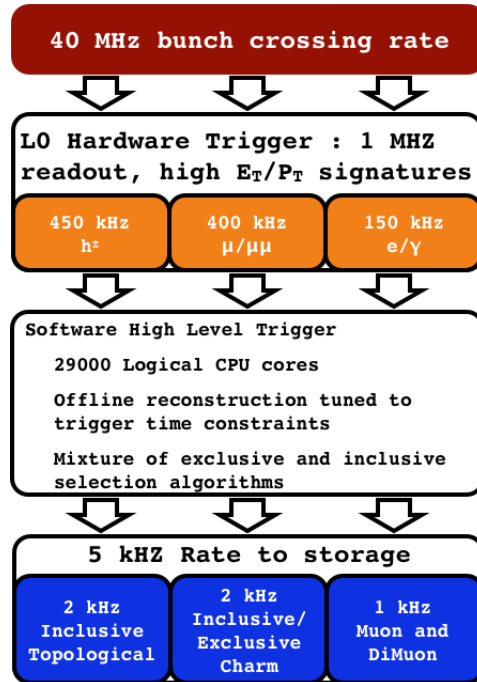 40 MHz bunch crossing rate
L0 Hardware Trigger : 1 MHZ
readout, high ET/PT signatures
450 kHz
h±
400 kHz
μ/μμ
150 kHz
e/γ
Software High Level Trigger
29000 Logical CPU cores
Offline reconstruction tuned to
trigger time constraints
Mixture of exclusive and inclusive
selection algorithms
5 kHZ Rate to storage
2 kHz
Inclusive
Topological
2 kHz
Inclusive/
Exclusive
Charm
1 kHz
Muon and
DiMuon